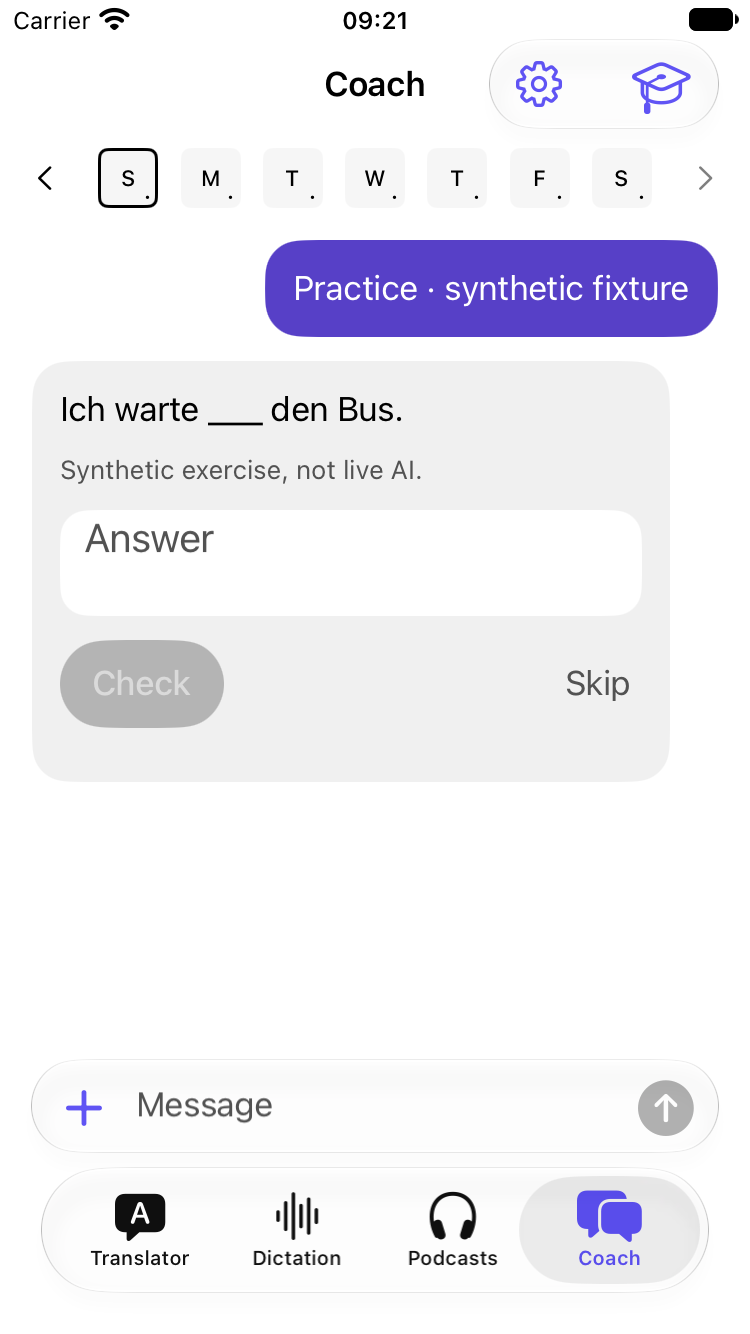 Carrier 09:21
Coach
S. M. T. W. T. F. S.
Practice · synthetic fixture
Ich warte ___ den Bus.
Synthetic exercise, not live AI.
Answer
Check Skip
Message
A
Translator Dictation Podcasts Coach